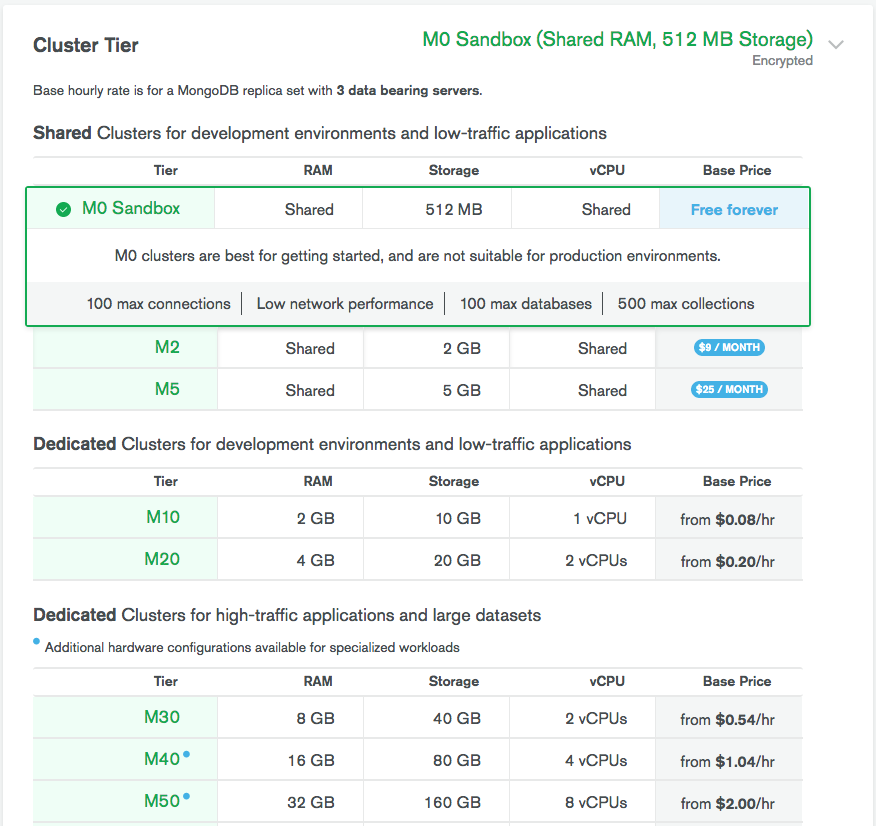 Cluster Tier
M0 Sandbox (Shared RAM, 512 MB Storage)
Encrypted
Base hourly rate is for a MongoDB replica set with 3 data bearing servers.
Shared Clusters for development environments and low-traffic applications
Tier RAM Storage vCPU Base Price
M0 Sandbox Shared 512 MB Shared Free forever
M0 clusters are best for getting started, and are not suitable for production environments.
100 max connections Low network performance 100 max databases 500 max collections
M2 Shared 2 GB Shared $9 / MONTH
M5 Shared 5 GB Shared $25 / MONTH
Dedicated Clusters for development environments and low-traffic applications
Tier RAM Storage vCPU Base Price
M10 2 GB 10 GB 1 vCPU from $0.08/hr
M20 4 GB 20 GB 2 vCPUs from $0.20/hr
Dedicated Clusters for high-traffic applications and large datasets
Additional hardware configurations available for specialized workloads
Tier RAM Storage vCPU Base Price
M30 8 GB 40 GB 2 vCPUs from $0.54/hr
M40 16 GB 80 GB 4 vCPUs from $1.04/hr
M50 32 GB 160 GB 8 vCPUs from $2.00/hr